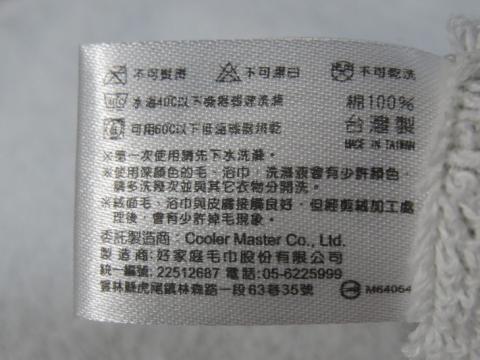 不可熨燙 不可漂白 不可乾洗
水溫40C以下機器弱速洗滌 綿100%
可用60C以下低溫機器烘乾 台灣製
MADE IN TAIWAN
※第一次使用請先下水洗滌。
※使用深顏色的毛、浴巾,洗滌液會有少許顏色,
請多洗幾次並與其它衣物分開洗。
※絨面毛、浴巾與皮膚接觸良好,但經剪絨加工處
理後,會有少許掉毛現象。
委託製造商:Cooler Master Co., Ltd.
製 造 商:好家庭毛巾股份有限公司
統一編號:22512687 電話:05-6225999
雲林縣虎尾鎮林森路一段63巷35號 M64054